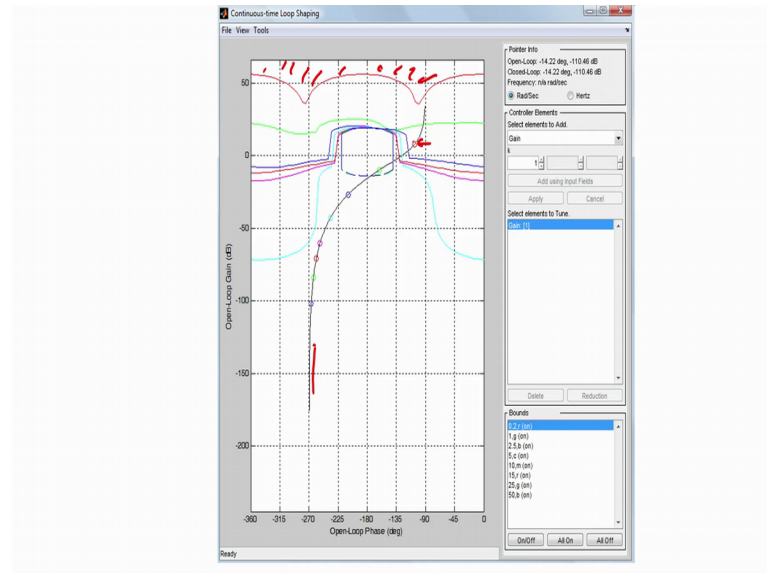 Continuous-time Loop Shaping
File View Tools
Pointer Info
Open-Loop: -14.22 deg, -110.46 dB
Closed-Loop: -14.22 deg, -110.46 dB
Frequency: n/a rad/sec
Rad/Sec Hertz
Controller Elements
Select elements to Add.
Gain
k
1
Add using Input Fields
Apply Cancel
Select elements to Tune.
Gain: [1]
Delete Reduction
Bounds
0.2,r (on)
1,g (on)
2.5,b (on)
5,c (on)
10,m (on)
15,r (on)
25,g (on)
50,b (on)
On/Off All On All Off
50
0
-50
-100
-150
-200
Open-Loop Gain (dB)
-360 -315 -270 -225 -180 -135 -90 -45 0
Open-Loop Phase (deg)
Ready